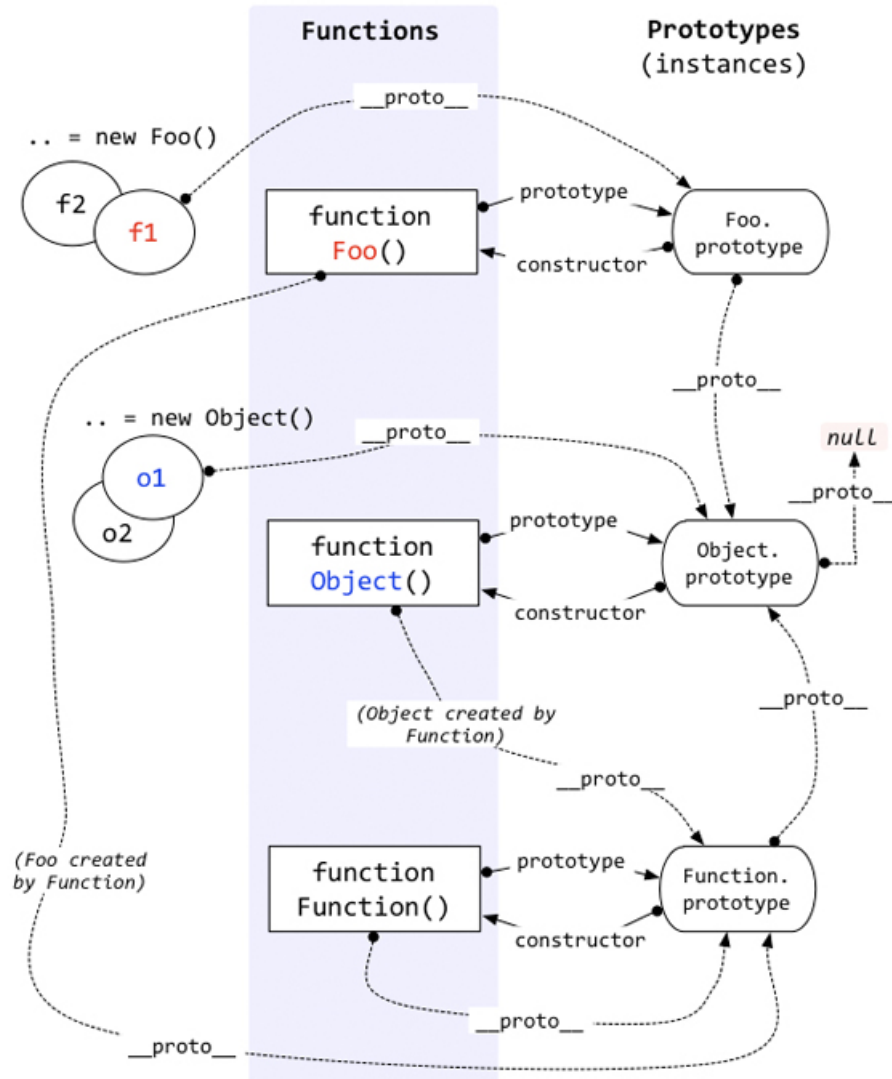 Functions
Prototypes
(instances)
__proto__
.. = new Foo()
f2
f1
function
Foo()
prototype
constructor
Foo.
prototype
__proto__
.. = new Object()
__proto__
null
__proto__
o1
o2
function
Object()
prototype
constructor
Object.
prototype
(Object created by
Function)
__proto__
__proto__
(Foo created
by Function)
function
Function()
prototype
constructor
Function.
prototype
__proto__
__proto__